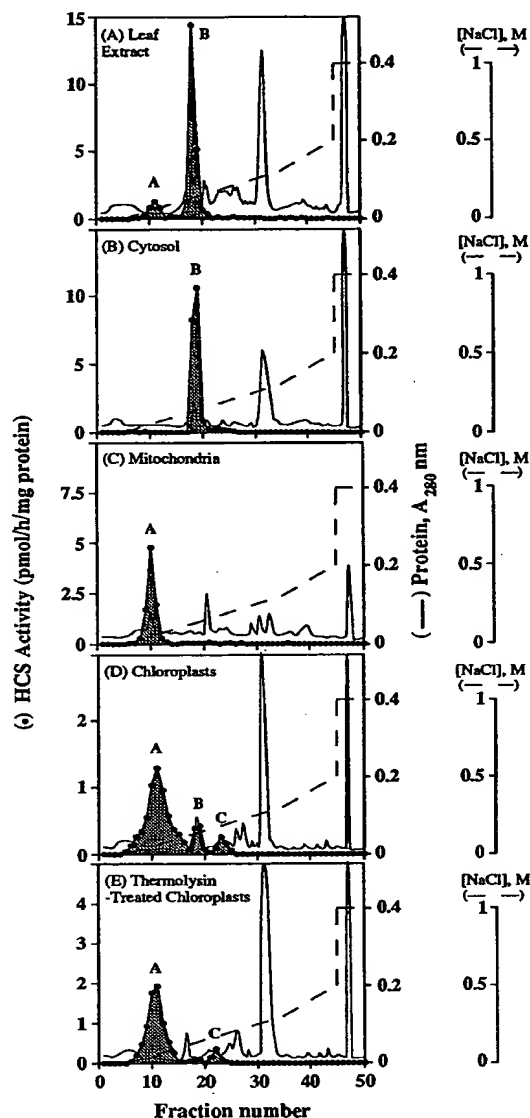 (A) Leaf Extract
B
A
15
10
5
0
0.4
0.2
0
[NaCl], M
(— —)
1
0.5
0
(B) Cytosol
B
10
5
0
0.4
0.2
0
[NaCl], M
(— —)
1
0.5
0
(C) Mitochondria
A
7.5
5
2.5
0
0.4
0.2
0
[NaCl], M
(— —)
1
0.5
0
(D) Chloroplasts
A
B
C
2
1
0
0.4
0.2
0
[NaCl], M
(— —)
1
0.5
0
(E) Thermolysin
-Treated Chloroplasts
A
C
4
3
2
1
0
0.4
0.2
0
[NaCl], M
(— —)
1
0.5
0
0 10 20 30 40 50
Fraction number
(•) HCS Activity (pmol/h/mg protein)
(—) Protein, A280 nm